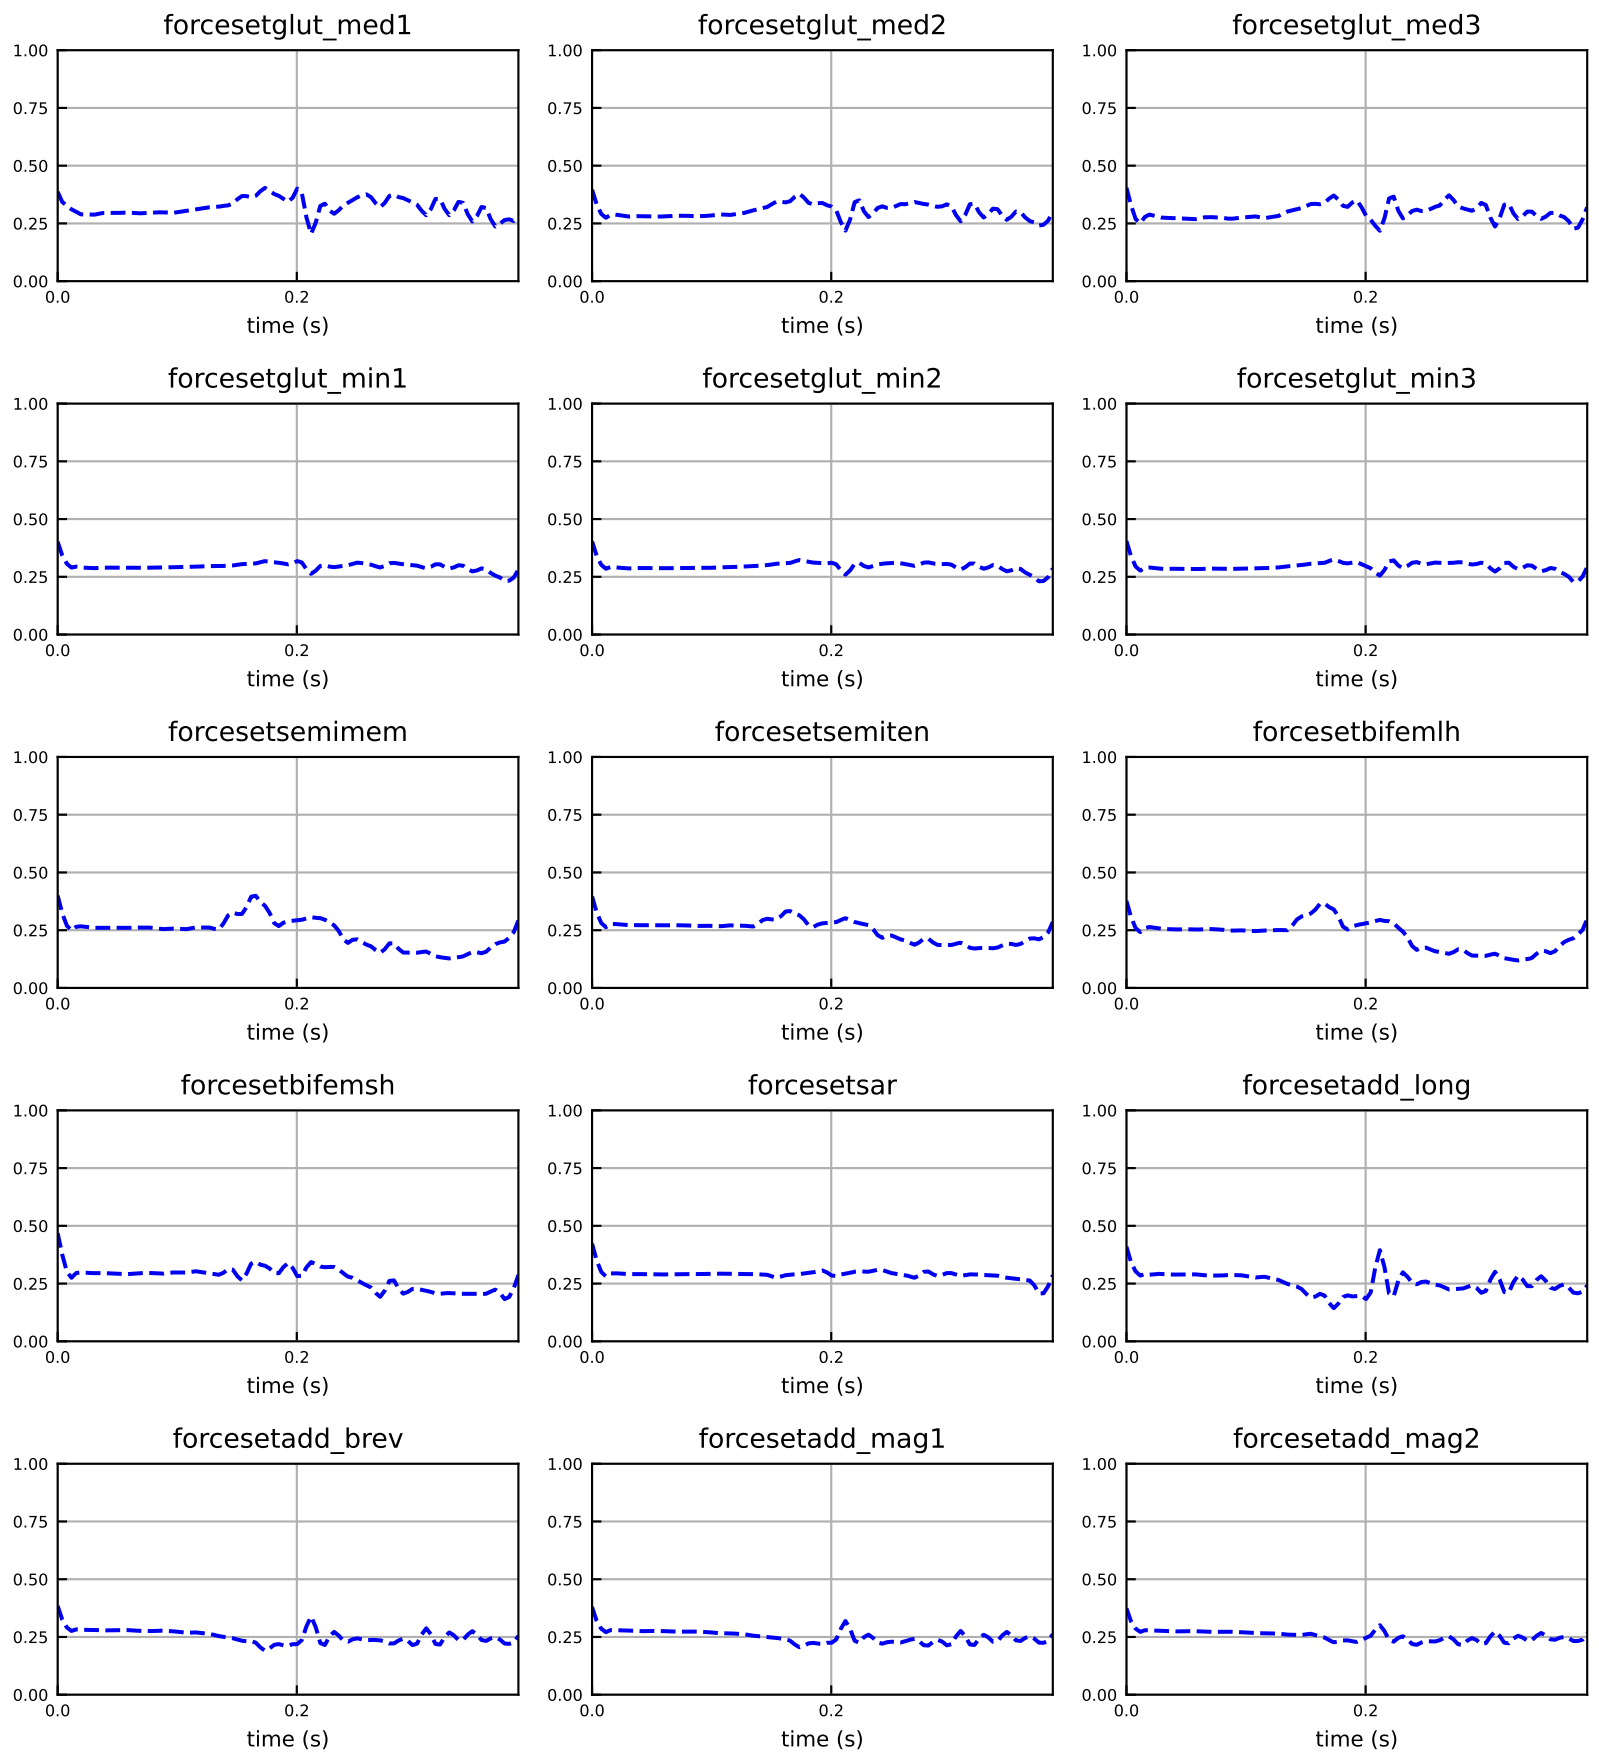 forcesetglut_med1 forcesetglut_med2 forcesetglut_med3
1.00 1.00 1.00
0.75 0.75 0.75
0.50 0.50 0.50
0.25 0.25 0.25
0.00 0.00 0.00
0.0 0.2 0.0 0.2 0.0 0.2
time (s) time (s) time (s)
forcesetglut_min1 forcesetglut_min2 forcesetglut_min3
1.00 1.00 1.00
0.75 0.75 0.75
0.50 0.50 0.50
0.25 0.25 0.25
0.00 0.00 0.00
0.0 0.2 0.0 0.2 0.0 0.2
time (s) time (s) time (s)
forcesetsemimem forcesetsemiten forcesetbifemlh
1.00 1.00 1.00
0.75 0.75 0.75
0.50 0.50 0.50
0.25 0.25 0.25
0.00 0.00 0.00
0.0 0.2 0.0 0.2 0.0 0.2
time (s) time (s) time (s)
forcesetbifemsh forcesetsar forcesetadd_long
1.00 1.00 1.00
0.75 0.75 0.75
0.50 0.50 0.50
0.25 0.25 0.25
0.00 0.00 0.00
0.0 0.2 0.0 0.2 0.0 0.2
time (s) time (s) time (s)
forcesetadd_brev forcesetadd_mag1 forcesetadd_mag2
1.00 1.00 1.00
0.75 0.75 0.75
0.50 0.50 0.50
0.25 0.25 0.25
0.00 0.00 0.00
0.0 0.2 0.0 0.2 0.0 0.2
time (s) time (s) time (s)